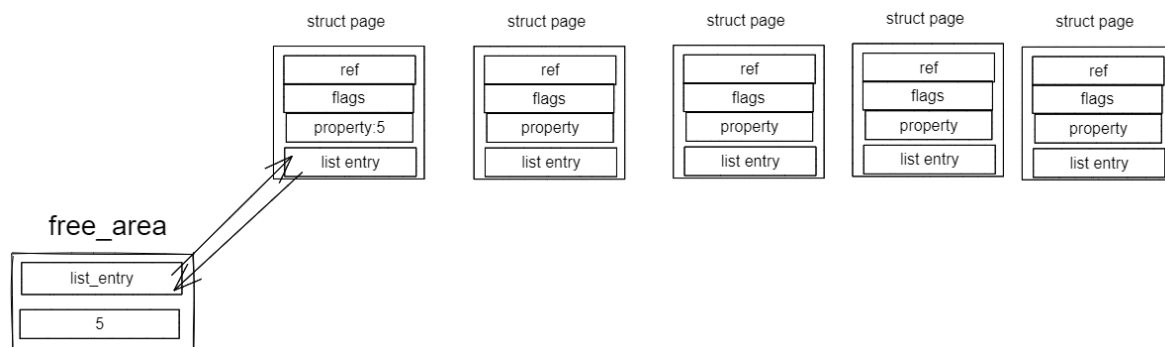 struct page
struct page
struct page
struct page
struct page
ref
flags
property:5
list entry
ref
flags
property
list entry
ref
flags
property
list entry
ref
flags
property
list entry
ref
flags
property
list entry
free_area
list_entry
5